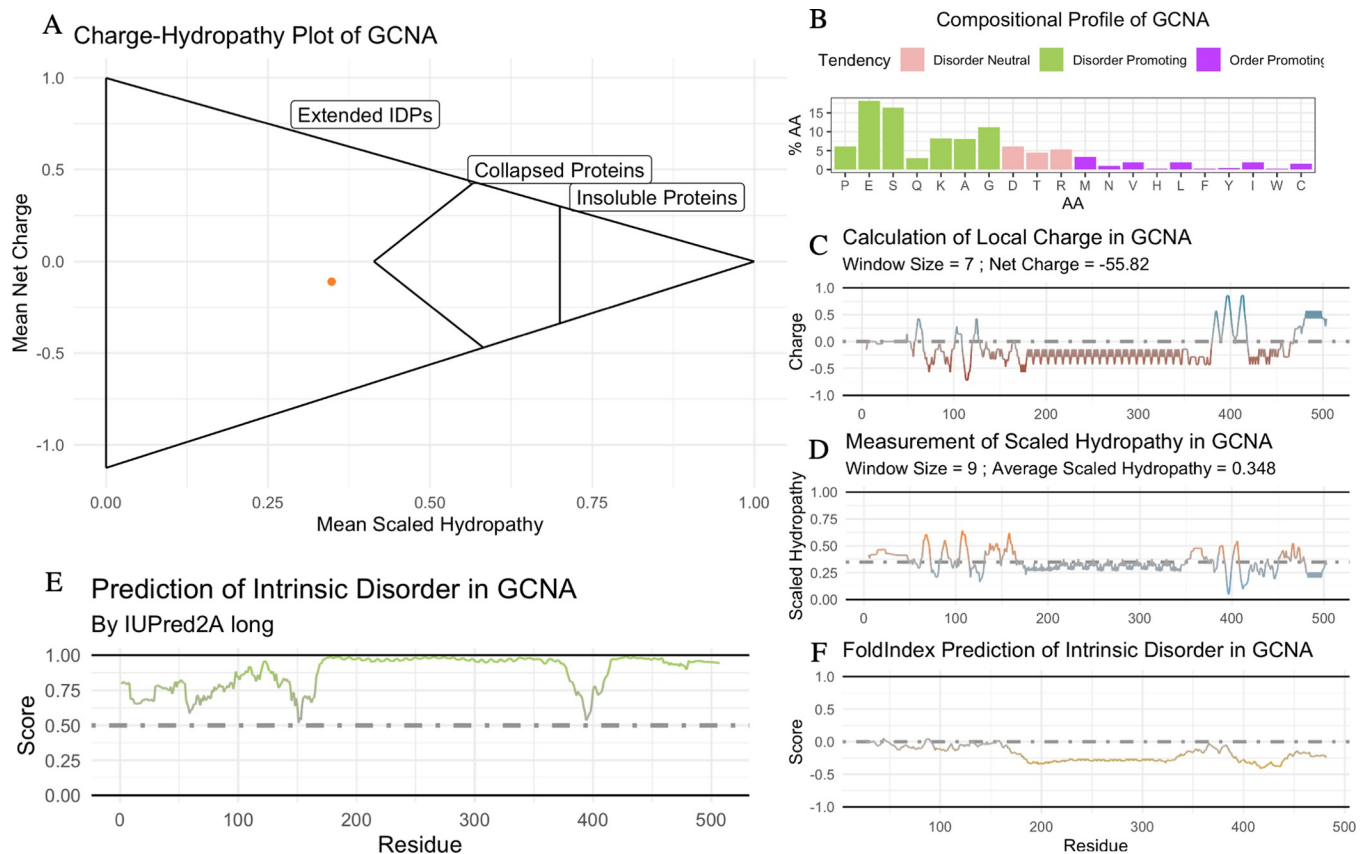 A
Charge-Hydropathy Plot of GCNA
Mean Net Charge
1.0
0.5
0.0
-0.5
-1.0
Extended IDPs
Collapsed Proteins
Insoluble Proteins
0.00 0.25 0.50 0.75 1.00
Mean Scaled Hydropathy
B
Compositional Profile of GCNA
Tendency Disorder Neutral Disorder Promoting Order Promoting
% AA
15
10
5
0
P E S Q K A G D T R M N V H L F Y I W C
AA
C
Calculation of Local Charge in GCNA
Window Size = 7 ; Net Charge = -55.82
Charge
1.0
0.5
0.0
-0.5
-1.0
0 100 200 300 400 500
D
Measurement of Scaled Hydropathy in GCNA
Window Size = 9 ; Average Scaled Hydropathy = 0.348
Scaled Hydropathy
1.00
0.75
0.50
0.25
0.00
0 100 200 300 400 500
E
Prediction of Intrinsic Disorder in GCNA
By IUPred2A long
Score
1.00
0.75
0.50
0.25
0.00
0 100 200 300 400 500
Residue
F
FoldIndex Prediction of Intrinsic Disorder in GCNA
Score
1.0
0.5
0.0
-0.5
-1.0
100 200 300 400 500
Residue